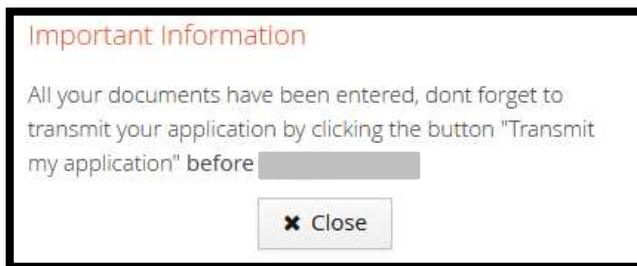 Important Information
All your documents have been entered, dont forget to
transmit your application by clicking the button "Transmit
my application" before
✖ Close